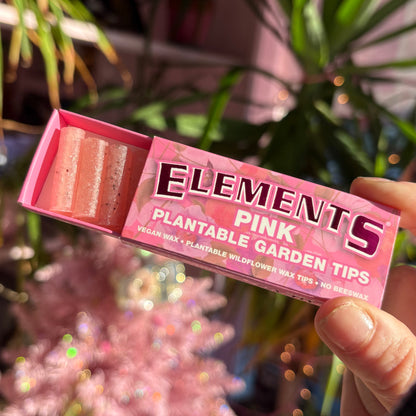 ELEMENTS®
PINK
PLANTABLE GARDEN TIPS
VEGAN WAX • PLANTABLE WILDFLOWER WAX TIPS • NO BEESWAX